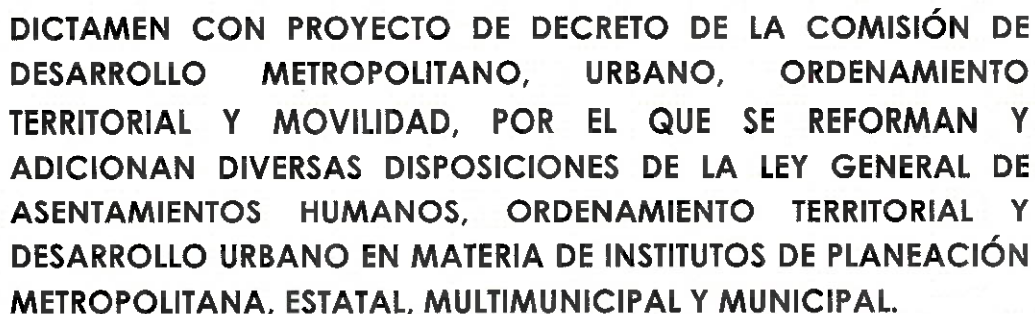 DICTAMEN CON PROYECTO DE DECRETO DE LA COMISIÓN DE
DESARROLLO METROPOLITANO, URBANO, ORDENAMIENTO
TERRITORIAL Y MOVILIDAD, POR EL QUE SE REFORMAN Y
ADICIONAN DIVERSAS DISPOSICIONES DE LA LEY GENERAL DE
ASENTAMIENTOS HUMANOS, ORDENAMIENTO TERRITORIAL Y
DESARROLLO URBANO EN MATERIA DE INSTITUTOS DE PLANEACIÓN
METROPOLITANA, ESTATAL, MULTIMUNICIPAL Y MUNICIPAL.